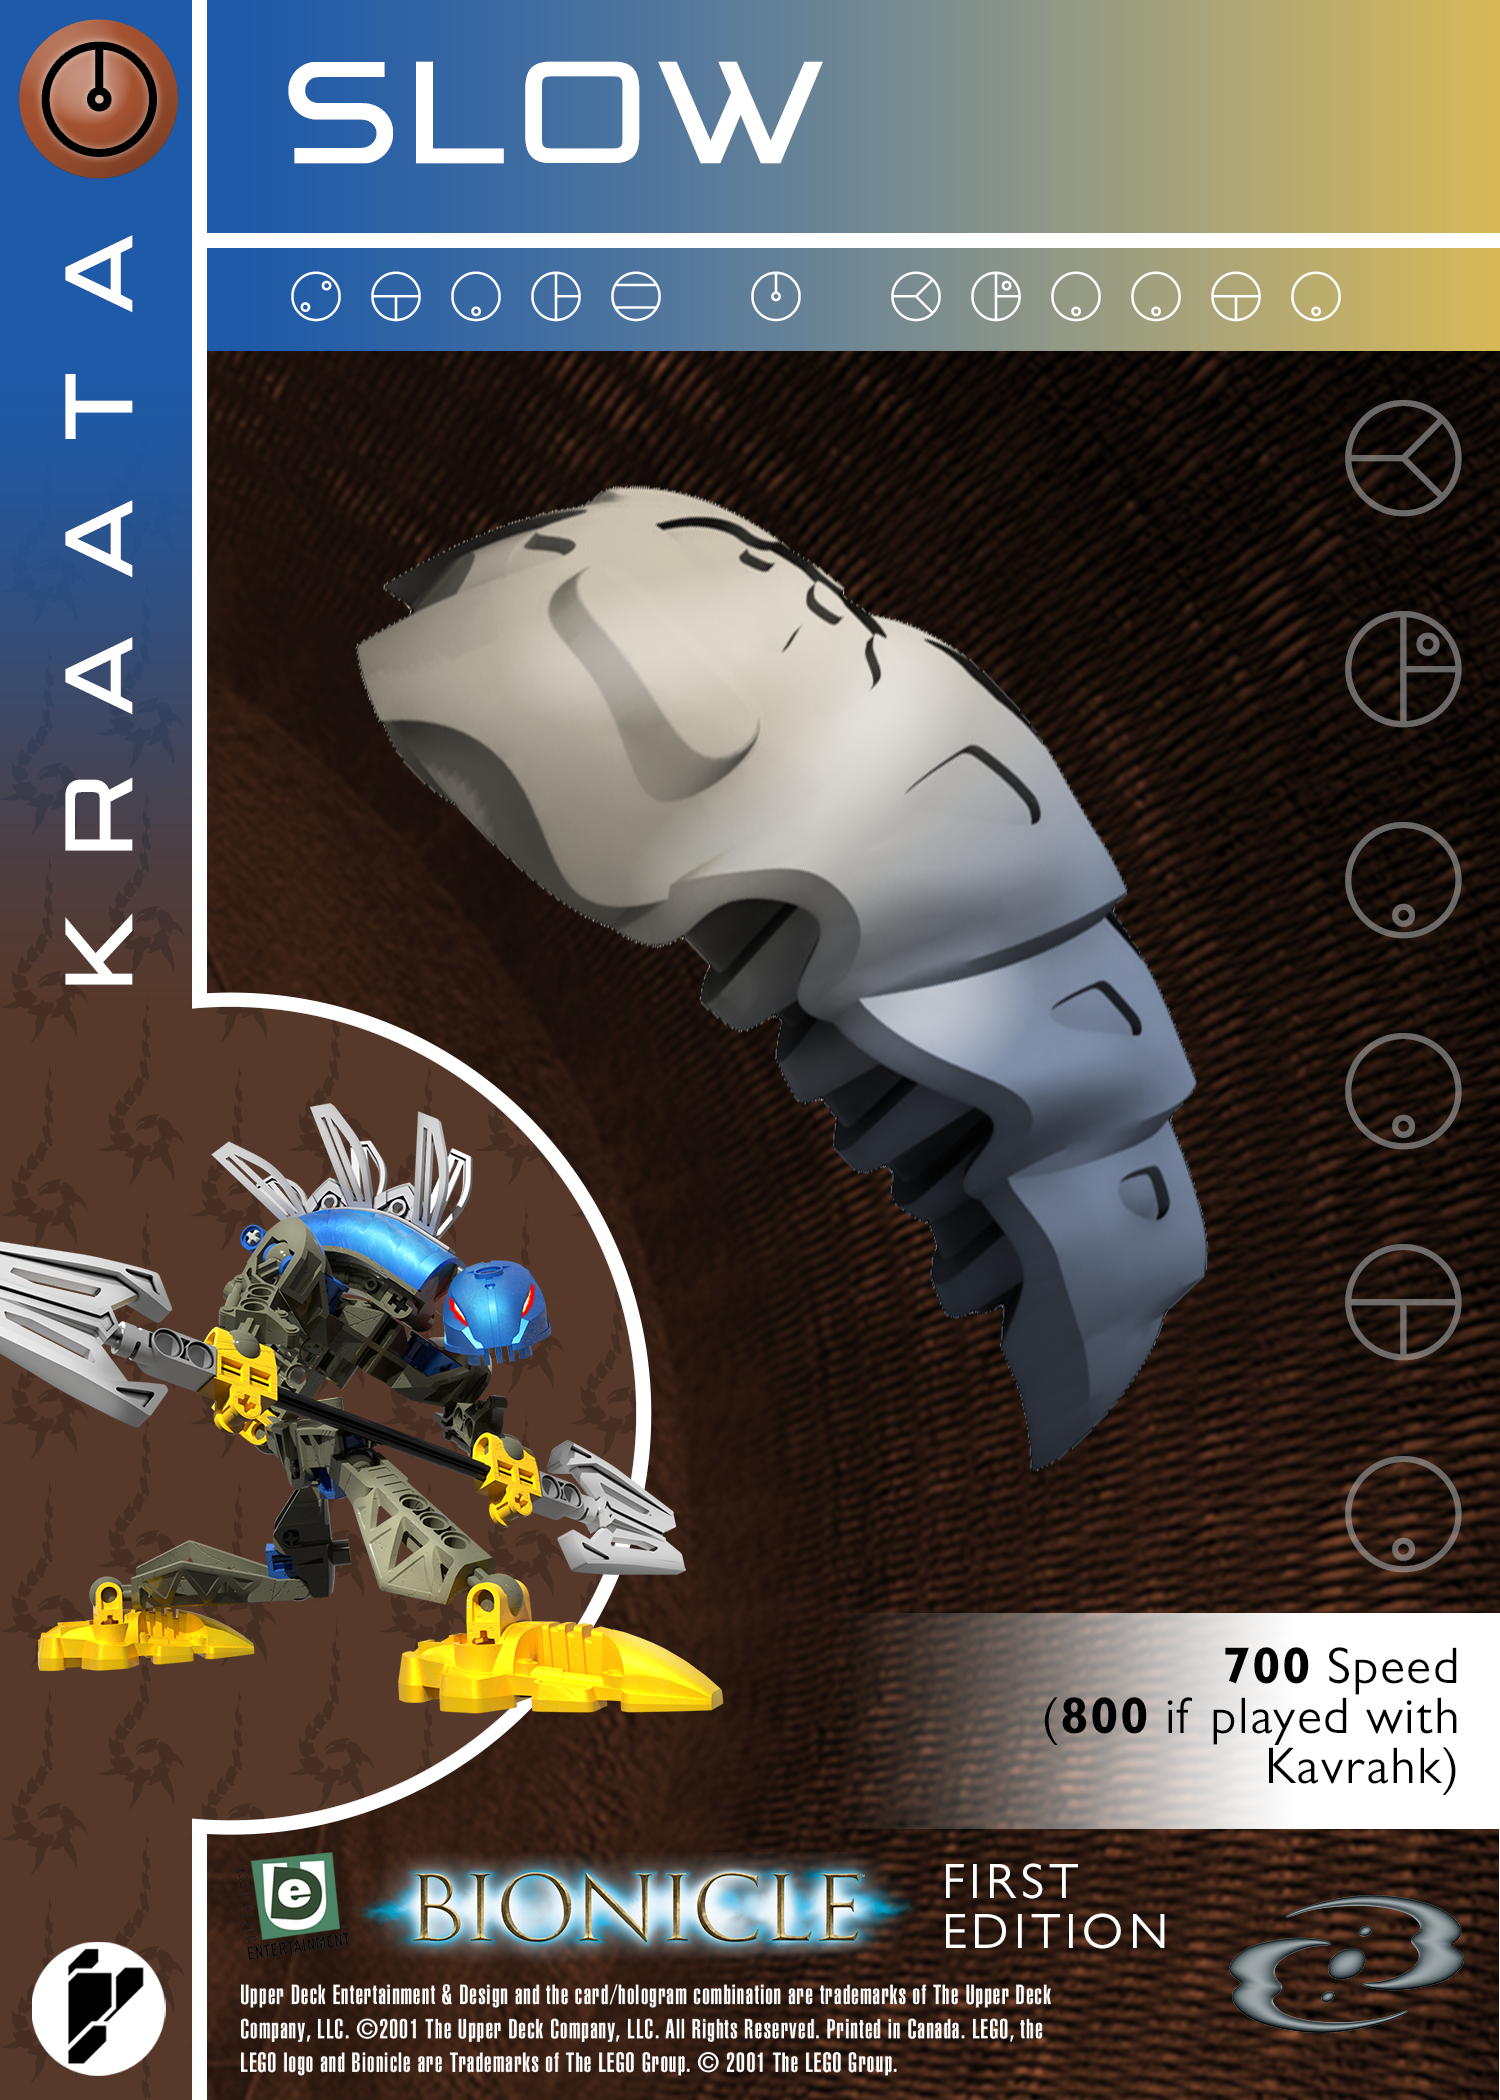 SLOW
KRAATA
700 Speed
(800 if played with
Kavrahk)
e
ENTERTAINMENT
BIONICLE
FIRST
EDITION
Upper Deck Entertainment & Design and the card/hologram combination are trademarks of The Upper Deck
Company, LLC. ©2001 The Upper Deck Company, LLC. All Rights Reserved. Printed in Canada. LEGO, the
LEGO logo and Bionicle are Trademarks of The LEGO Group. © 2001 The LEGO Group.